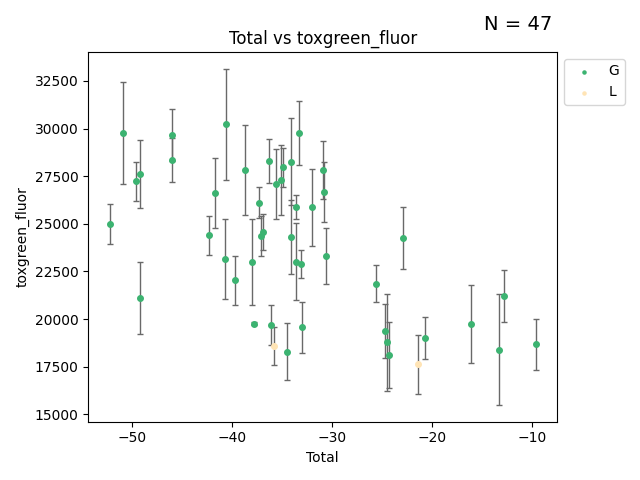 N = 47
Total vs toxgreen_fluor
G
L
32500
30000
27500
25000
22500
20000
17500
15000
toxgreen_fluor
−50
−40
−30
−20
−10
Total